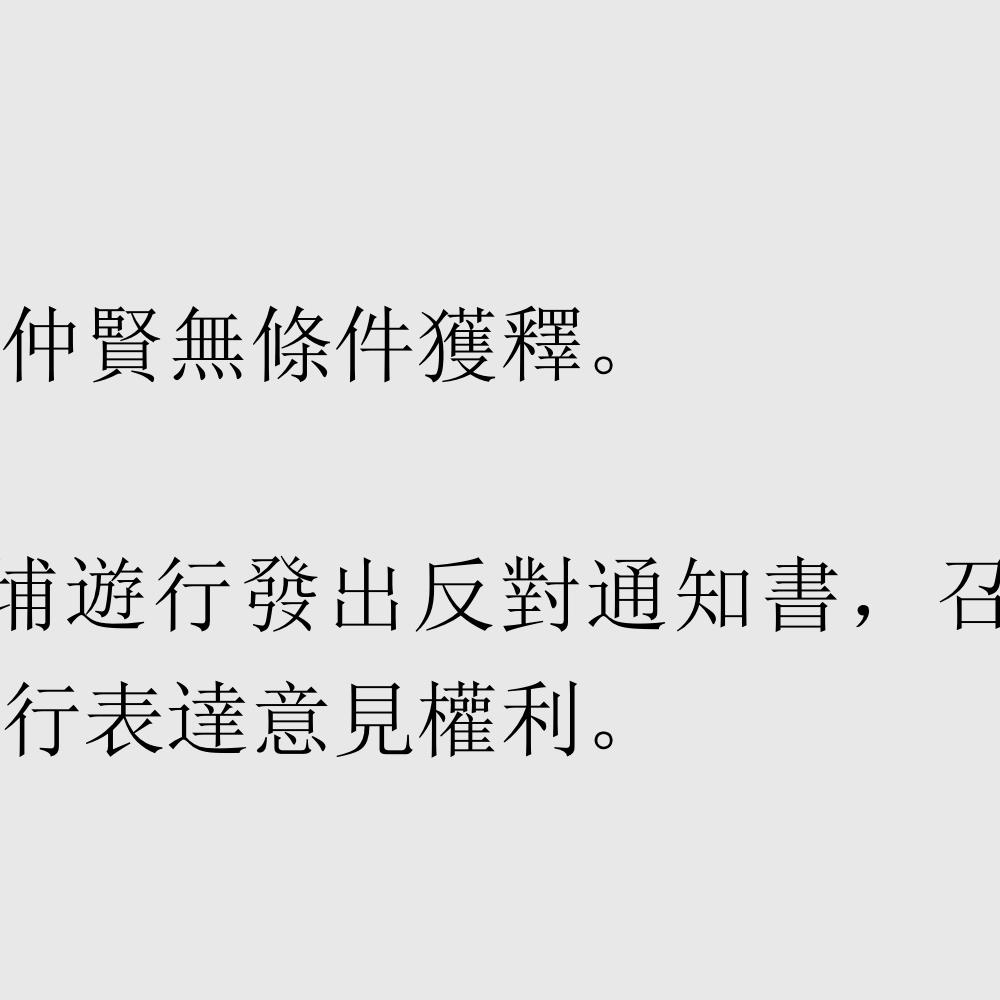 仲賢無條件獲釋。
埔遊行發出反對通知書，召
行表達意見權利。